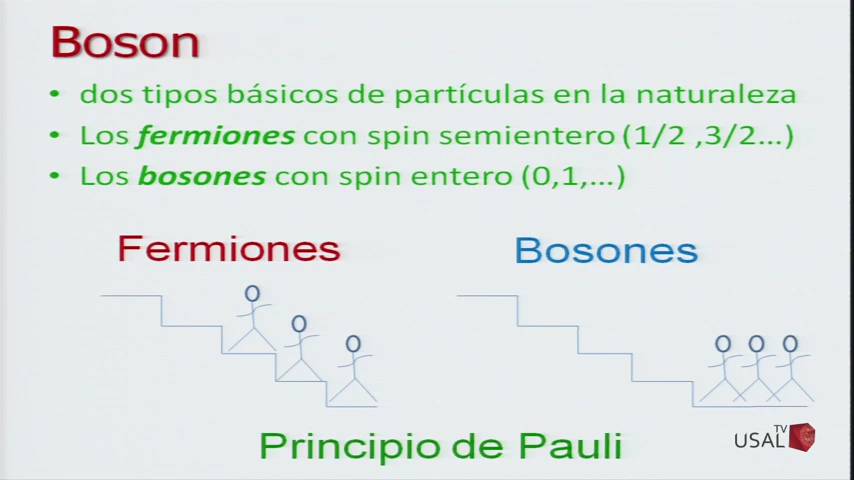 Boson
• dos tipos básicos de partículas en la naturaleza
• Los fermiones con spin semientero (1/2 ,3/2...)
• Los bosones con spin entero (0,1,...)
Fermiones
Bosones
Principio de Pauli
USAL TV